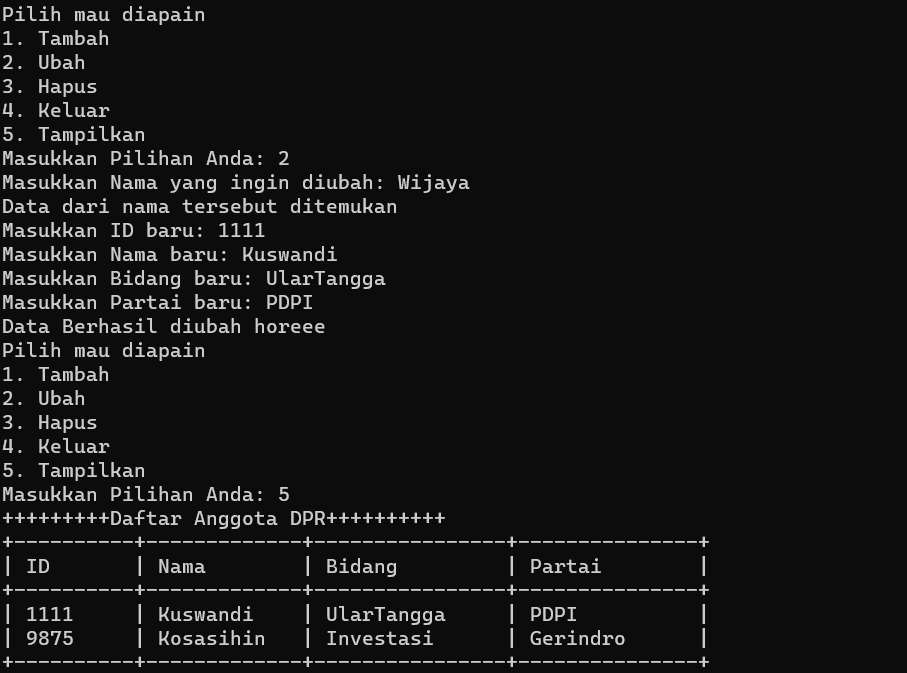 Pilih mau diapain
1. Tambah
2. Ubah
3. Hapus
4. Keluar
5. Tampilkan
Masukkan Pilihan Anda: 2
Masukkan Nama yang ingin diubah: Wijaya
Data dari nama tersebut ditemukan
Masukkan ID baru: 1111
Masukkan Nama baru: Kuswandi
Masukkan Bidang baru: UlarTangga
Masukkan Partai baru: PDPI
Data Berhasil diubah horeee
Pilih mau diapain
1. Tambah
2. Ubah
3. Hapus
4. Keluar
5. Tampilkan
Masukkan Pilihan Anda: 5
+++++++++Daftar Anggota DPR++++++++++
+----------+-------------+----------------+---------------+
| ID       | Nama        | Bidang         | Partai        |
+----------+-------------+----------------+---------------+
| 1111     | Kuswandi    | UlarTangga     | PDPI          |
| 9875     | Kosasihin   | Investasi      | Gerindro      |
+----------+-------------+----------------+---------------+